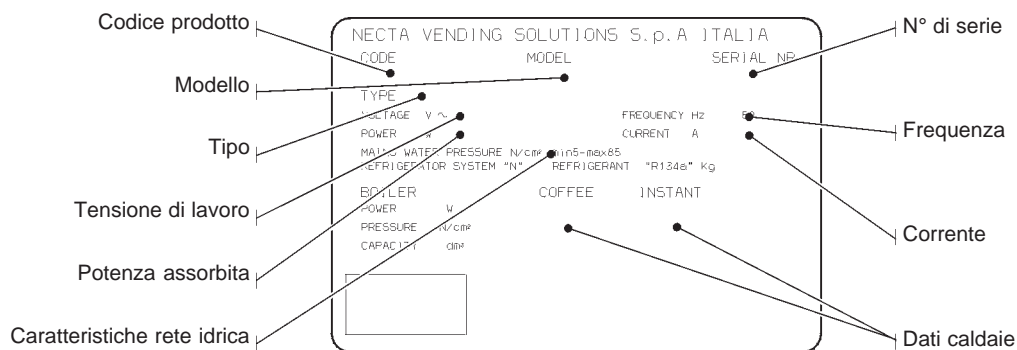 Codice prodotto
Modello
Tipo
Tensione di lavoro
Potenza assorbita
Caratteristiche rete idrica
NECTA VENDING SOLUTIONS S.p.A ITALIA
CODE MODEL SERIAL NR
TYPE
VOLTAGE V ~ FREQUENCY Hz 50
POWER W CURRENT A
MAINS WATER PRESSURE N/cm² min5-max85
REFRIGERATOR SYSTEM "N" REFRIGERANT "R134a" Kg
BOILER COFFEE INSTANT
POWER W
PRESSURE N/cm²
CAPACITY dm³
N° di serie
Frequenza
Corrente
Dati caldaie